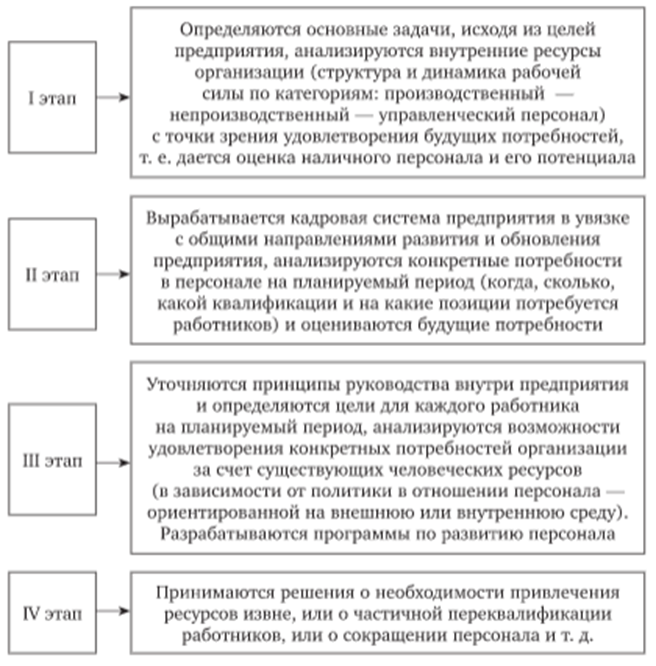 I этап
Определяются основные задачи, исходя из целей
предприятия, анализируются внутренние ресурсы
организации (структура и динамика рабочей
силы по категориям: производственный —
непроизводственный — управленческий персонал)
с точки зрения удовлетворения будущих потребностей,
т. е. дается оценка наличного персонала и его потенциала
II этап
Вырабатывается кадровая система предприятия в увязке
с общими направлениями развития и обновления
предприятия, анализируются конкретные потребности
в персонале на планируемый период (когда, сколько,
какой квалификации и на какие позиции потребуется
работников) и оцениваются будущие потребности
III этап
Уточняются принципы руководства внутри предприятия
и определяются цели для каждого работника
на планируемый период, анализируются возможности
удовлетворения конкретных потребностей организации
за счет существующих человеческих ресурсов
(в зависимости от политики в отношении персонала —
ориентированной на внешнюю или внутреннюю среду).
Разрабатываются программы по развитию персонала
IV этап
Принимаются решения о необходимости привлечения
ресурсов извне, или о частичной переквалификации
работников, или о сокращении персонала и т. д.